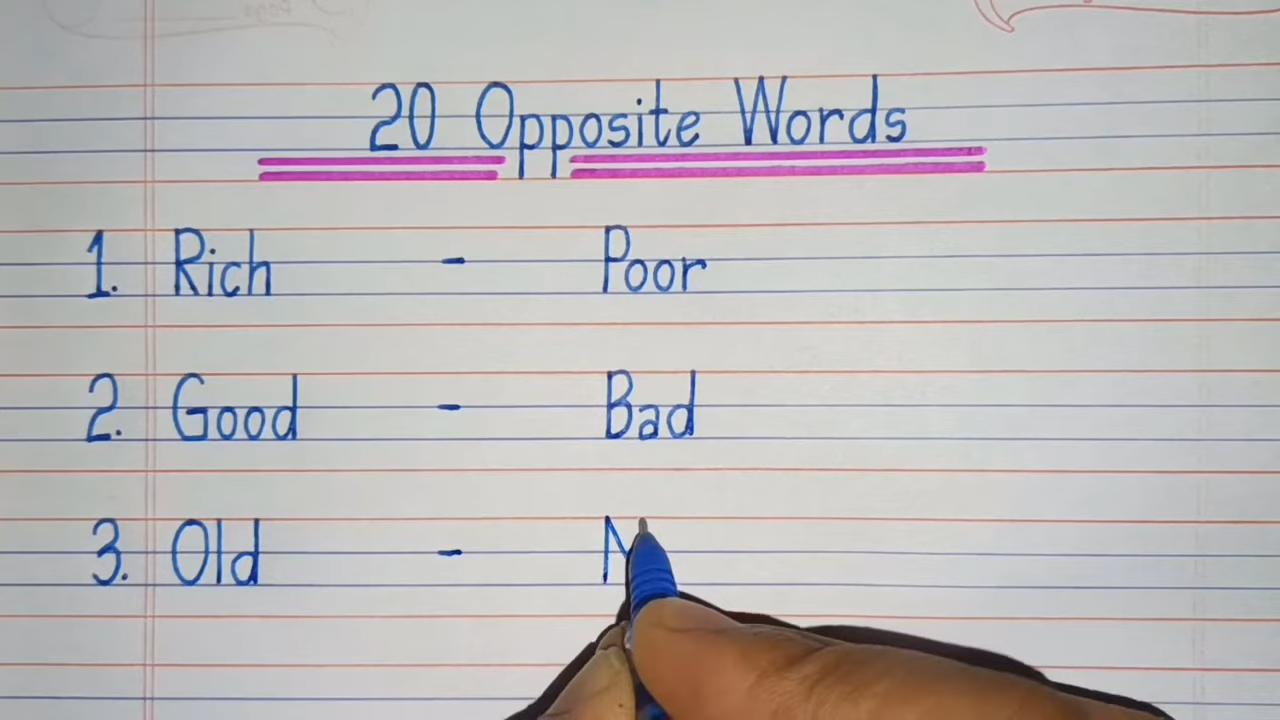 20 Opposite Words
1. Rich - Poor
2. Good - Bad
3. Old - N